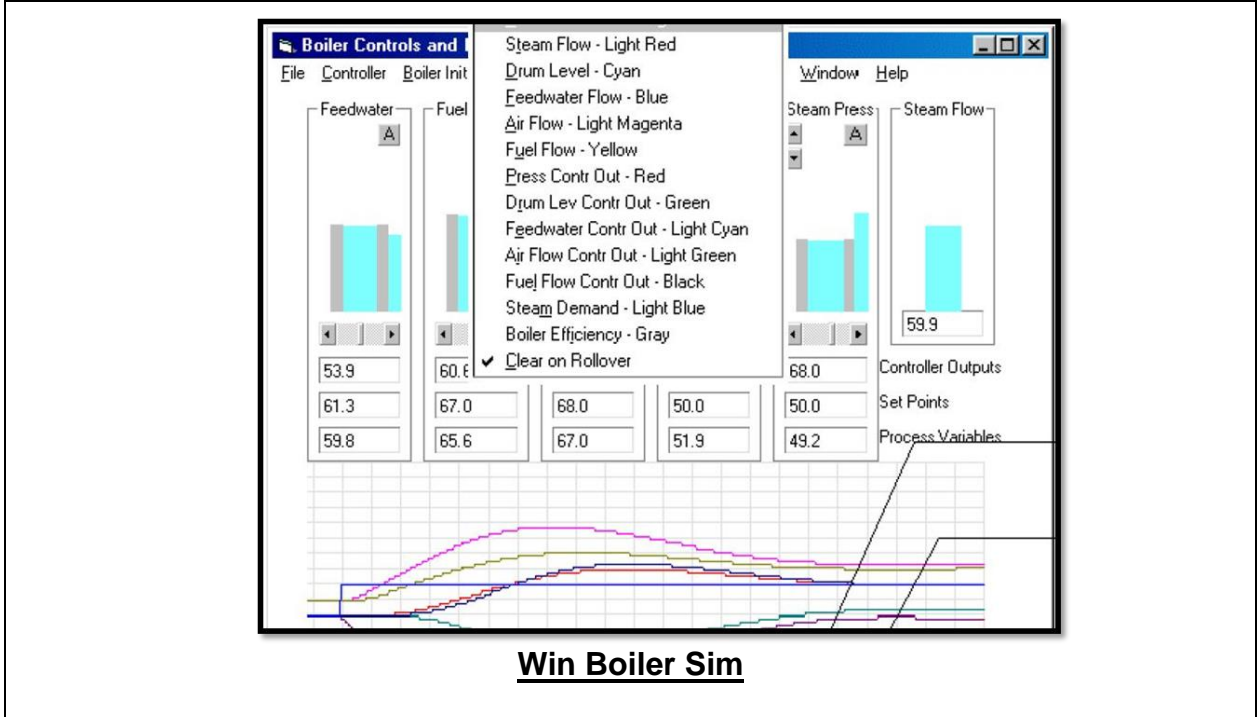 Boiler Controls and
File Controller Boiler Init Window Help
Steam Flow - Light Red
Drum Level - Cyan
Feedwater Flow - Blue
Air Flow - Light Magenta
Fuel Flow - Yellow
Press Contr Out - Red
Drum Lev Contr Out - Green
Feedwater Contr Out - Light Cyan
Air Flow Contr Out - Light Green
Fuel Flow Contr Out - Black
Steam Demand - Light Blue
Boiler Efficiency - Gray
✓ Clear on Rollover
Feedwater Fuel Steam Press Steam Flow
A A
59.9
53.9 60.6 68.0 Controller Outputs
61.3 67.0 68.0 50.0 50.0 Set Points
59.8 65.6 67.0 51.9 49.2 Process Variables
Win Boiler Sim